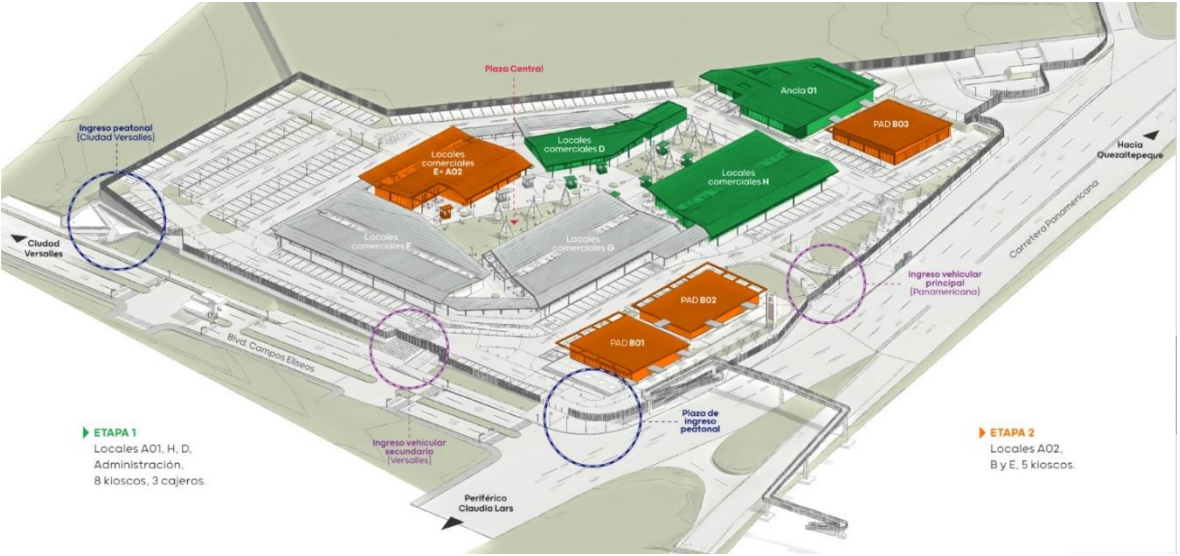 Plaza Central
Ancla 01
PAD B03
Ingreso peatonal
(Ciudad Versalles)
Locales
comerciales D
Hacia
Quezaltepeque
Locales
comerciales
E+ A02
Locales
comerciales H
Carretera Panamericana
Ciudad
Versalles
Locales
comerciales F
Locales
comerciales G
Ingreso vehicular
principal
(Panamericana)
PAD B02
PAD B01
Blvd. Campos Elíseos
Plaza de
ingreso
peatonal
ETAPA 1
Locales A01, H, D,
Administración,
8 kioscos, 3 cajeros.
Ingreso vehicular
secundario
(Versalles)
ETAPA 2
Locales A02,
B y E, 5 kioscos.
Periférico
Claudia Lars